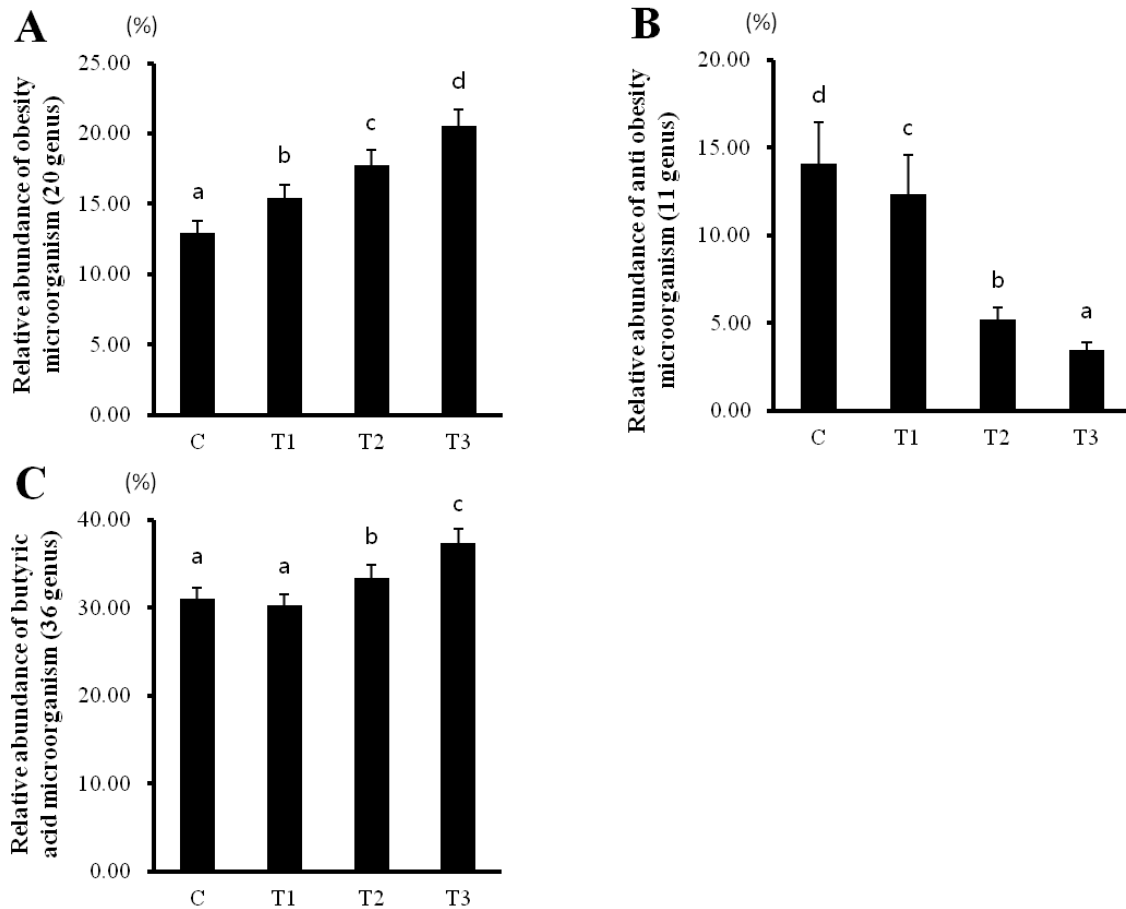 A
(%)
Relative abundance of obesity
microorganism (20 genus)
25.00
20.00
15.00
10.00
5.00
0.00
a
b
c
d
C
T1
T2
T3
B
(%)
Relative abundance of anti obesity
microorganism (11 genus)
20.00
15.00
10.00
5.00
0.00
d
c
b
a
C
T1
T2
T3
C
(%)
Relative abundance of butyric
acid microorganism (36 genus)
40.00
30.00
20.00
10.00
0.00
a
a
b
c
C
T1
T2
T3